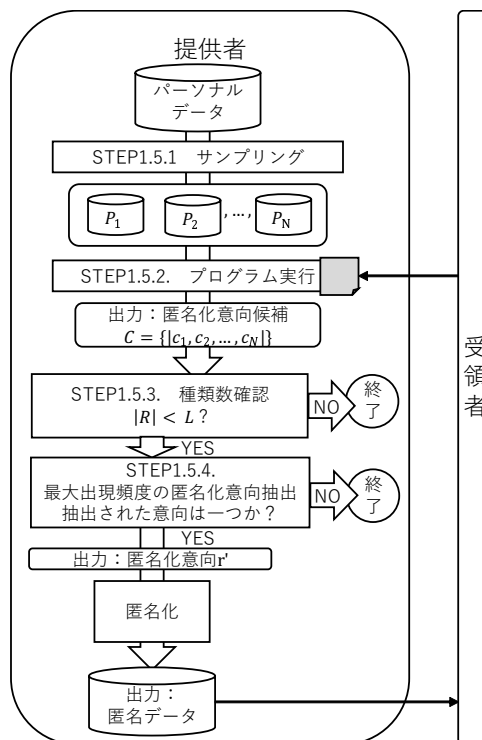 提供者
パーソナル
データ
STEP1.5.1 サンプリング
P₁ P₂ ,…, P_N
STEP1.5.2. プログラム実行
出力：匿名化意向候補
C = {|c₁, c₂, …, c_N|}
STEP1.5.3. 種類数確認
|R| < L ?
NO
終
了
YES
STEP1.5.4.
最大出現頻度の匿名化意向抽出
抽出された意向は一つか？
NO
終
了
YES
出力：匿名化意向r'
匿名化
出力：
匿名データ
受
領
者